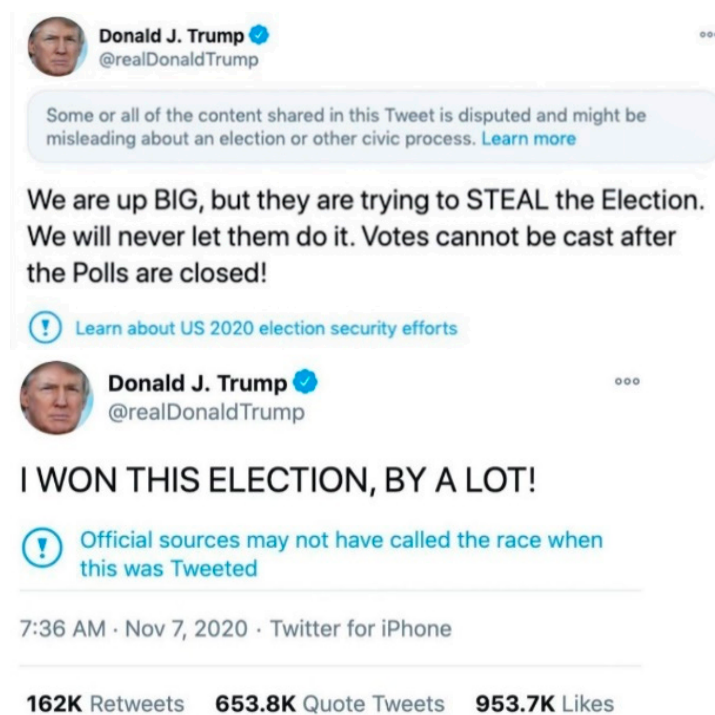 Donald J. Trump
@realDonaldTrump
Some or all of the content shared in this Tweet is disputed and might be
misleading about an election or other civic process. Learn more
We are up BIG, but they are trying to STEAL the Election.
We will never let them do it. Votes cannot be cast after
the Polls are closed!
Learn about US 2020 election security efforts
Donald J. Trump
@realDonaldTrump
I WON THIS ELECTION, BY A LOT!
Official sources may not have called the race when
this was Tweeted
7:36 AM · Nov 7, 2020 · Twitter for iPhone
162K Retweets 653.8K Quote Tweets 953.7K Likes